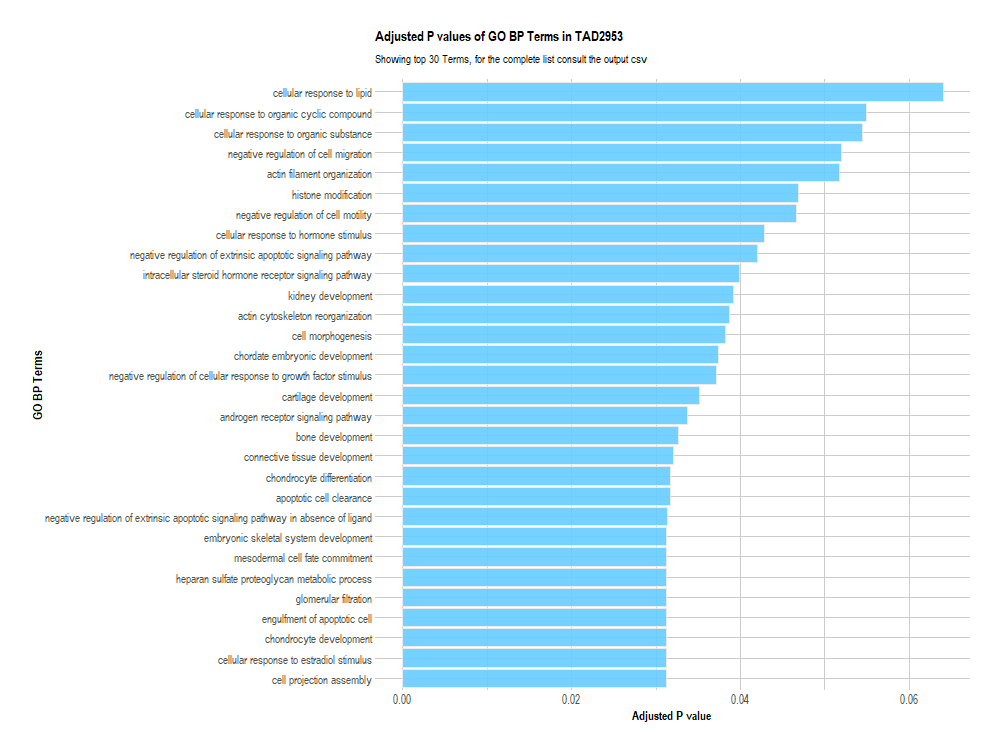 Adjusted P values of GO BP Terms in TAD2953
Showing top 30 Terms, for the complete list consult the output csv
GO BP Terms
cellular response to lipid
cellular response to organic cyclic compound
cellular response to organic substance
negative regulation of cell migration
actin filament organization
histone modification
negative regulation of cell motility
cellular response to hormone stimulus
negative regulation of extrinsic apoptotic signaling pathway
intracellular steroid hormone receptor signaling pathway
kidney development
actin cytoskeleton reorganization
cell morphogenesis
chordate embryonic development
negative regulation of cellular response to growth factor stimulus
cartilage development
androgen receptor signaling pathway
bone development
connective tissue development
chondrocyte differentiation
apoptotic cell clearance
negative regulation of extrinsic apoptotic signaling pathway in absence of ligand
embryonic skeletal system development
mesodermal cell fate commitment
heparan sulfate proteoglycan metabolic process
glomerular filtration
engulfment of apoptotic cell
chondrocyte development
cellular response to estradiol stimulus
cell projection assembly
0.00 0.02 0.04 0.06
Adjusted P value